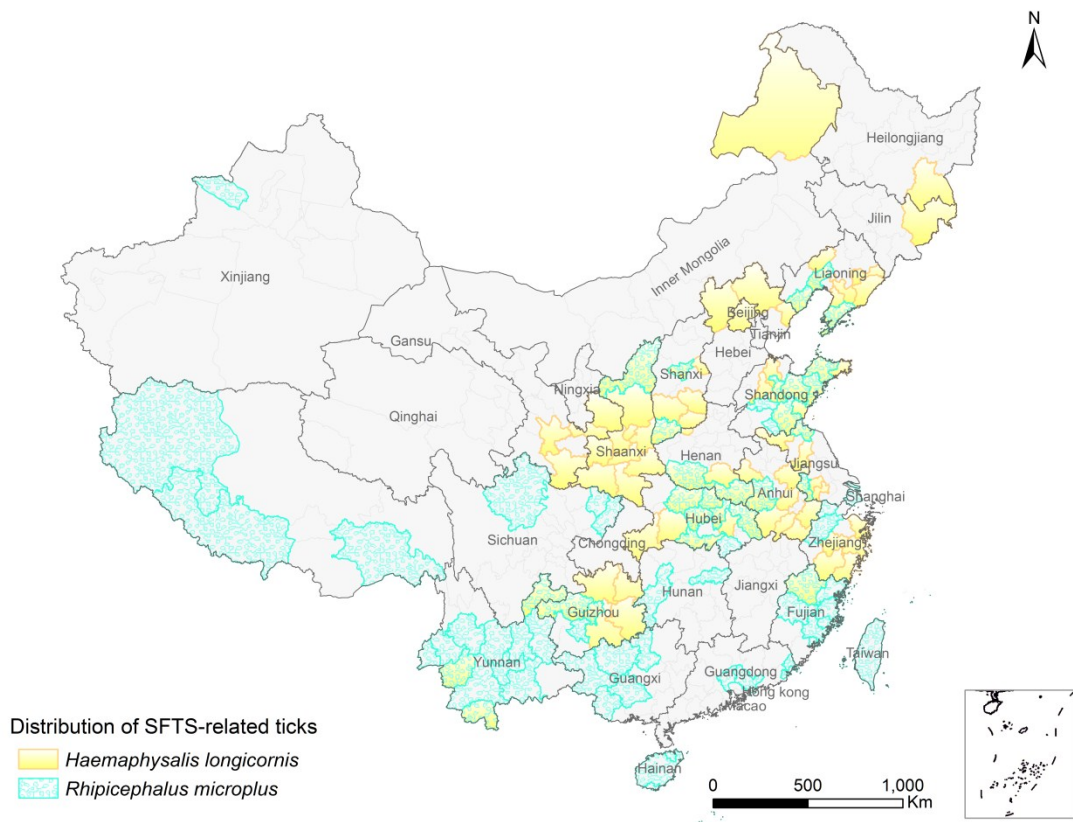 N
Heilongjiang
Jilin
Inner Mongolia
Liaoning
Xinjiang
Beijing
Tianjin
Gansu
Hebei
Shanxi
Ningxia
Shandong
Qinghai
Shaanxi
Henan
Jiangsu
Anhui
Shanghai
Hubei
Sichuan
Chongding
Zhejiang
Hunan
Jiangxi
Guizhou
Fujian
Taiwan
Yunnan
Guangxi
Guangdong
Hong kong
Macao
Hainan
Distribution of SFTS-related ticks
Haemaphysalis longicornis
Rhipicephalus microplus
0 500 1,000
Km